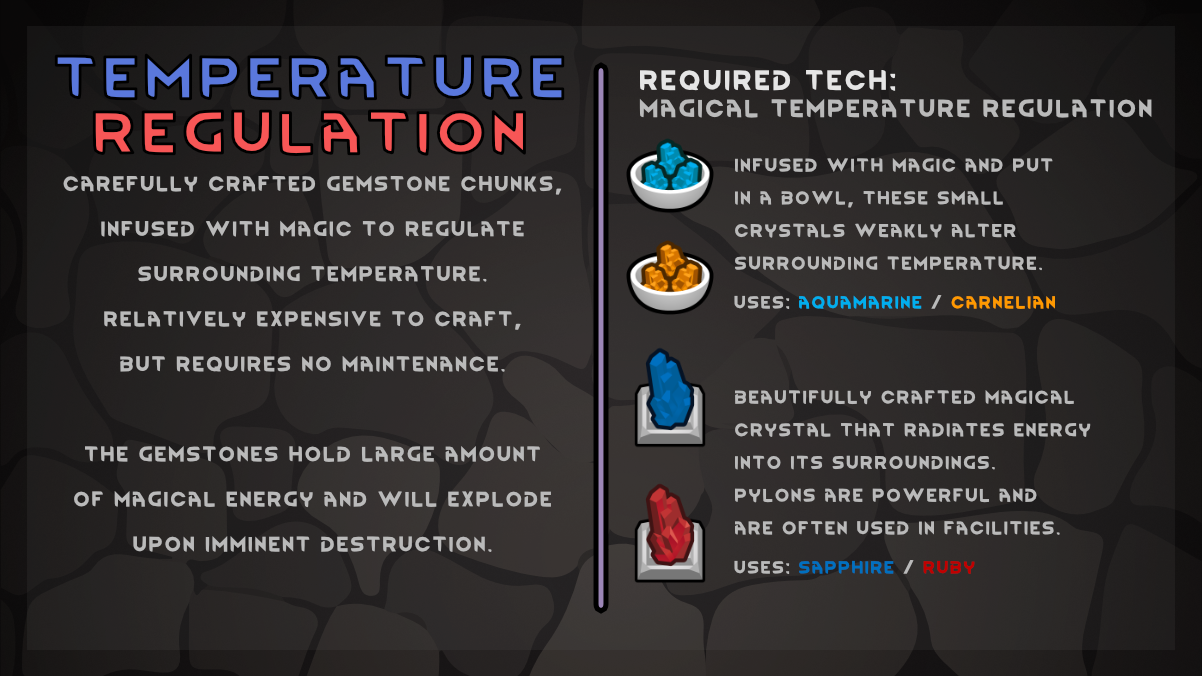 TEMPERATURE
REGULATION
CAREFULLY CRAFTED GEMSTONE CHUNKS,
INFUSED WITH MAGIC TO REGULATE
SURROUNDING TEMPERATURE.
RELATIVELY EXPENSIVE TO CRAFT,
BUT REQUIRES NO MAINTENANCE.
THE GEMSTONES HOLD LARGE AMOUNT
OF MAGICAL ENERGY AND WILL EXPLODE
UPON IMMINENT DESTRUCTION.
REQUIRED TECH:
MAGICAL TEMPERATURE REGULATION
INFUSED WITH MAGIC AND PUT
IN A BOWL, THESE SMALL
CRYSTALS WEAKLY ALTER
SURROUNDING TEMPERATURE.
USES: AQUAMARINE / CARNELIAN
BEAUTIFULLY CRAFTED MAGICAL
CRYSTAL THAT RADIATES ENERGY
INTO ITS SURROUNDINGS.
PYLONS ARE POWERFUL AND
ARE OFTEN USED IN FACILITIES.
USES: SAPPHIRE / RUBY